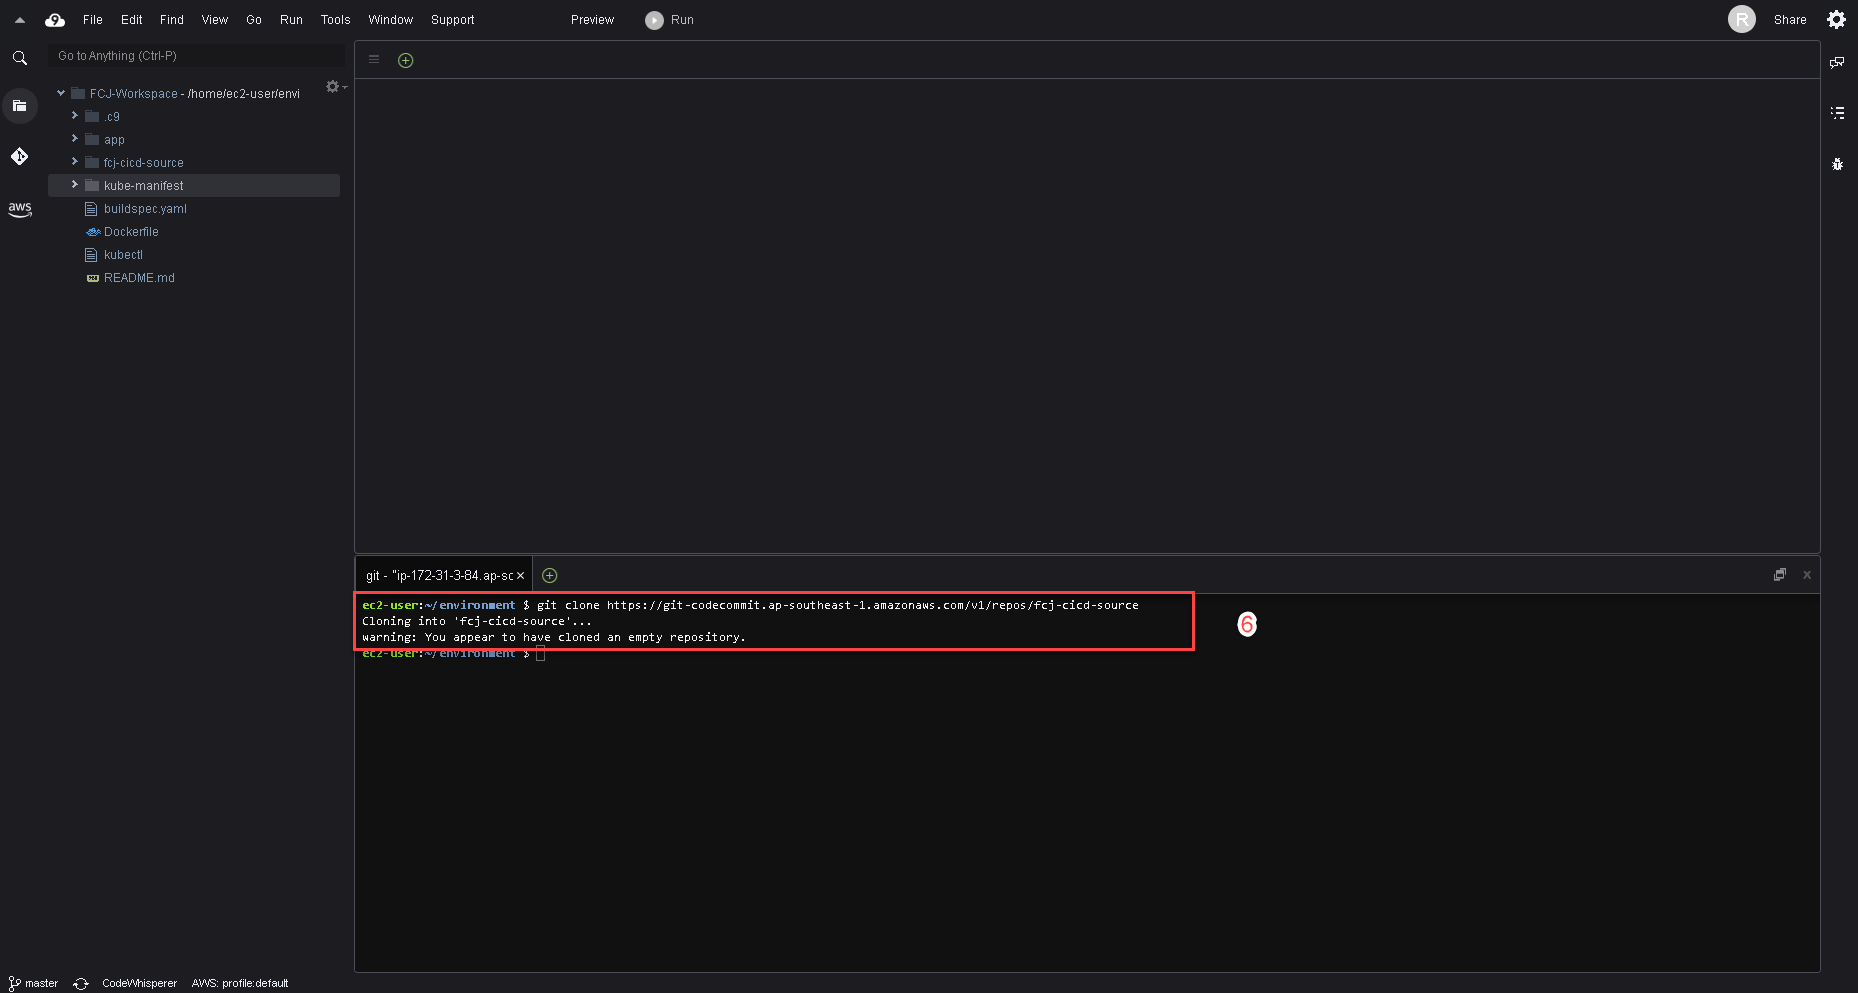 File Edit Find View Go Run Tools Window Support Preview Run R Share
Go to Anything (Ctrl-P)
FCJ-Workspace - /home/ec2-user/envi
.c9
app
fcj-cicd-source
kube-manifest
aws
buildspec.yaml
Dockerfile
kubectl
README.md
git - "ip-172-31-3-84.ap-sc
ec2-user:~/environment $ git clone https://git-codecommit.ap-southeast-1.amazonaws.com/v1/repos/fcj-cicd-source
Cloning into 'fcj-cicd-source'...
warning: You appear to have cloned an empty repository.
ec2-user:~/environment $
6
master CodeWhisperer AWS: profile:default